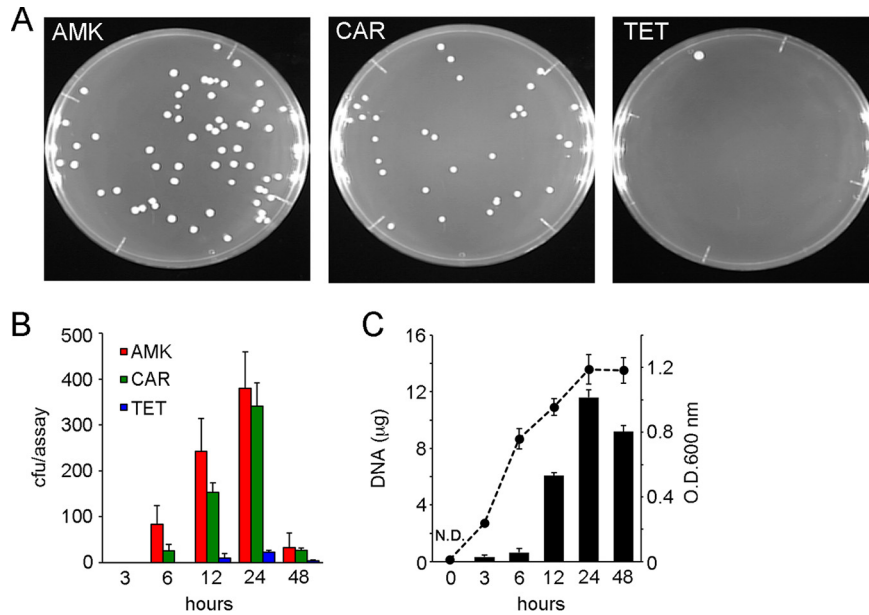 A
AMK
CAR
TET
B
500
400
300
200
100
0
cfu/assay
AMK
CAR
TET
3 6 12 24 48
hours
C
16
12
8
4
0
DNA (μg)
N.D.
1.2
0.8
0.4
0
O.D.600 nm
0 3 6 12 24 48
hours